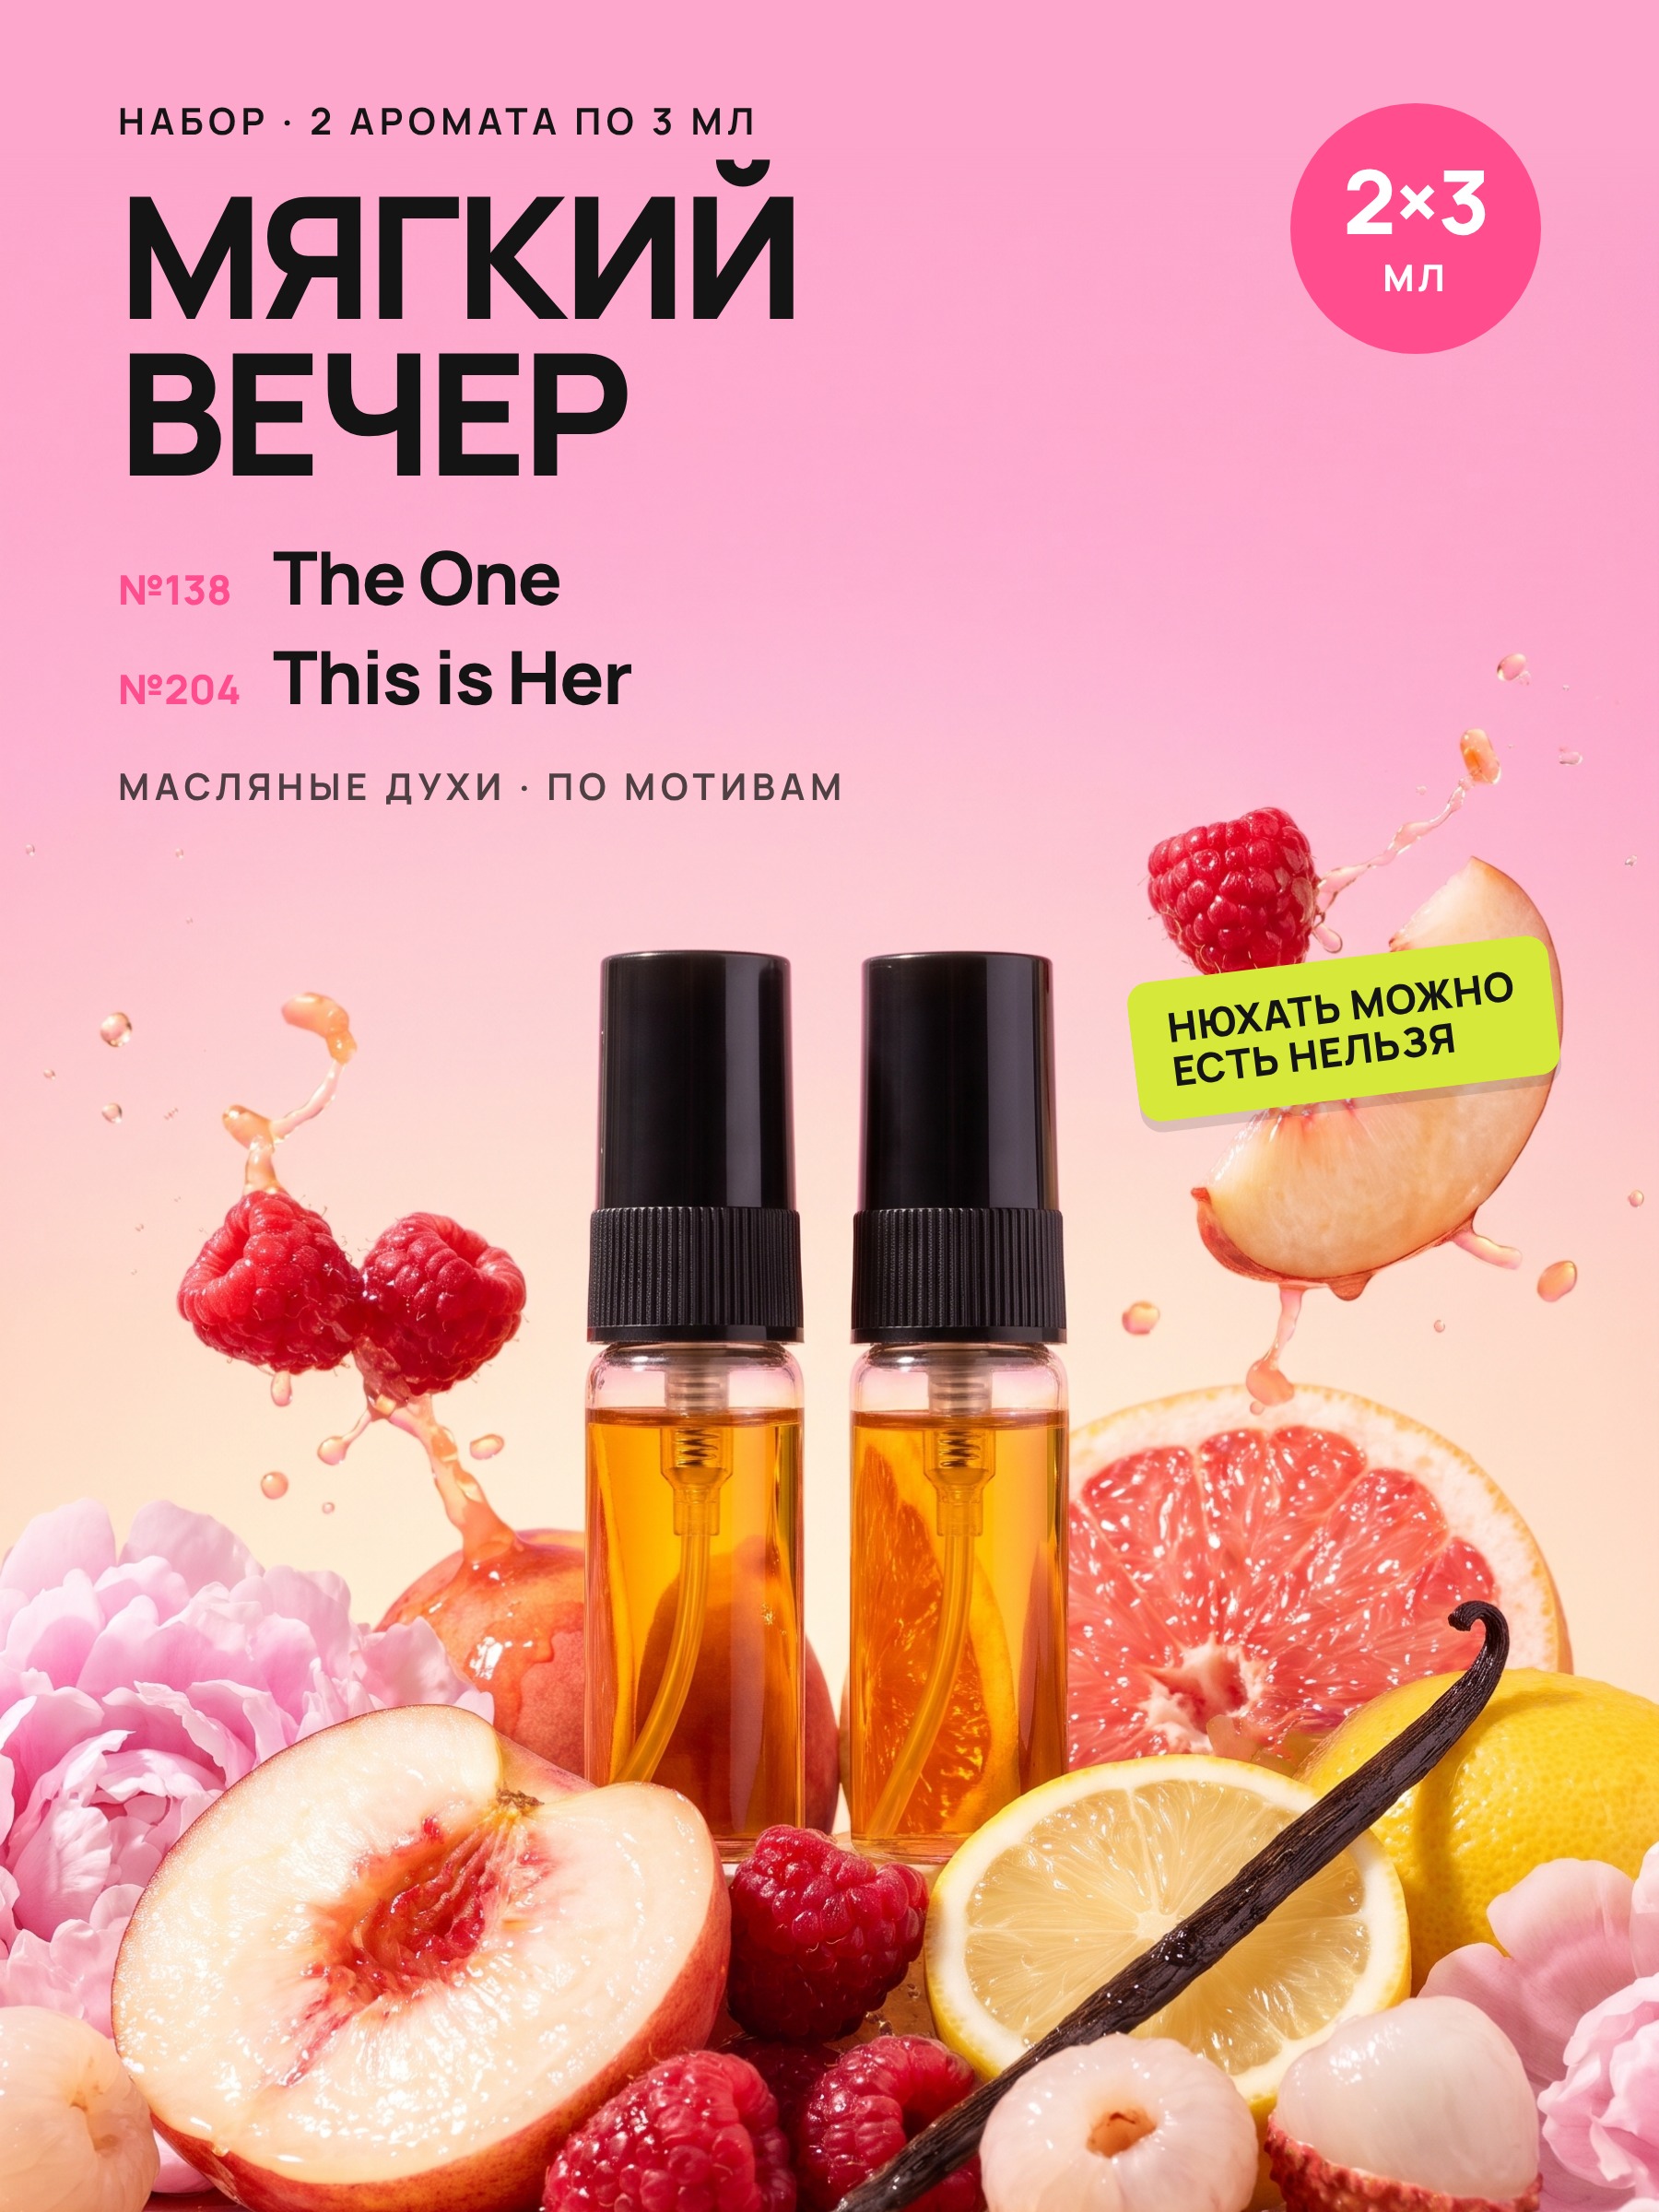 НАБОР · 2 АРОМАТА ПО 3 МЛ
МЯГКИЙ
ВЕЧЕР
№138 The One
№204 This is Her
МАСЛЯНЫЕ ДУХИ · ПО МОТИВАМ
2×3
МЛ
НЮХАТЬ МОЖНО
ЕСТЬ НЕЛЬЗЯ